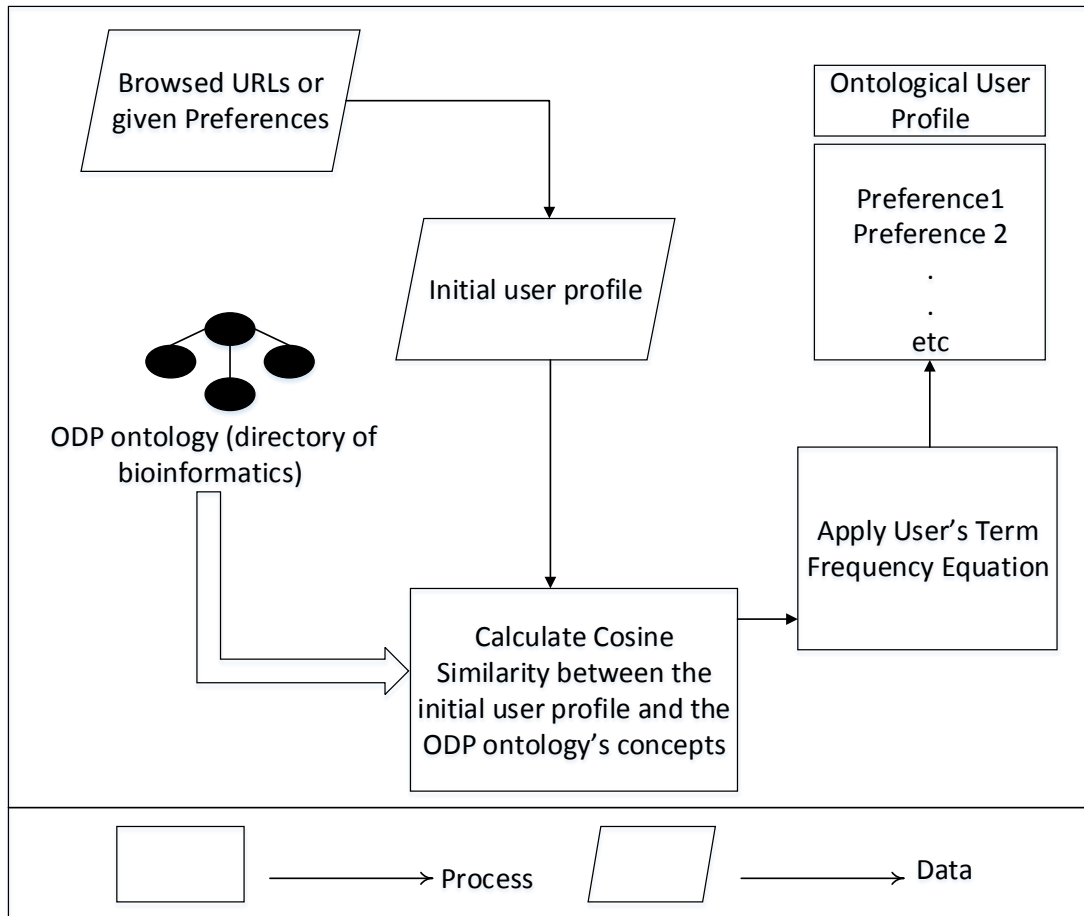 Browsed URLs or
given Preferences
Ontological User
Profile
Preference1
Preference 2
.
.
etc
Initial user profile
ODP ontology (directory of
bioinformatics)
Apply User’s Term
Frequency Equation
Calculate Cosine
Similarity between the
initial user profile and the
ODP ontology’s concepts
Process
Data